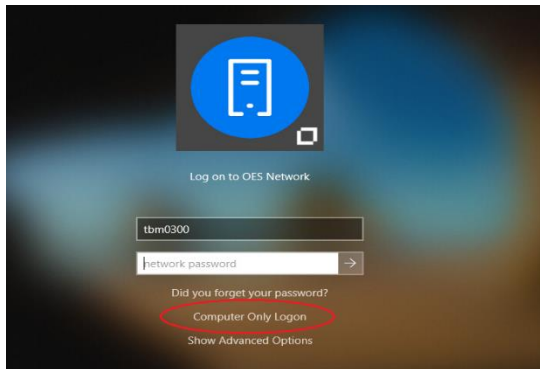 Log on to OES Network
tbm0300
network password
Did you forget your password?
Computer Only Logon
Show Advanced Options